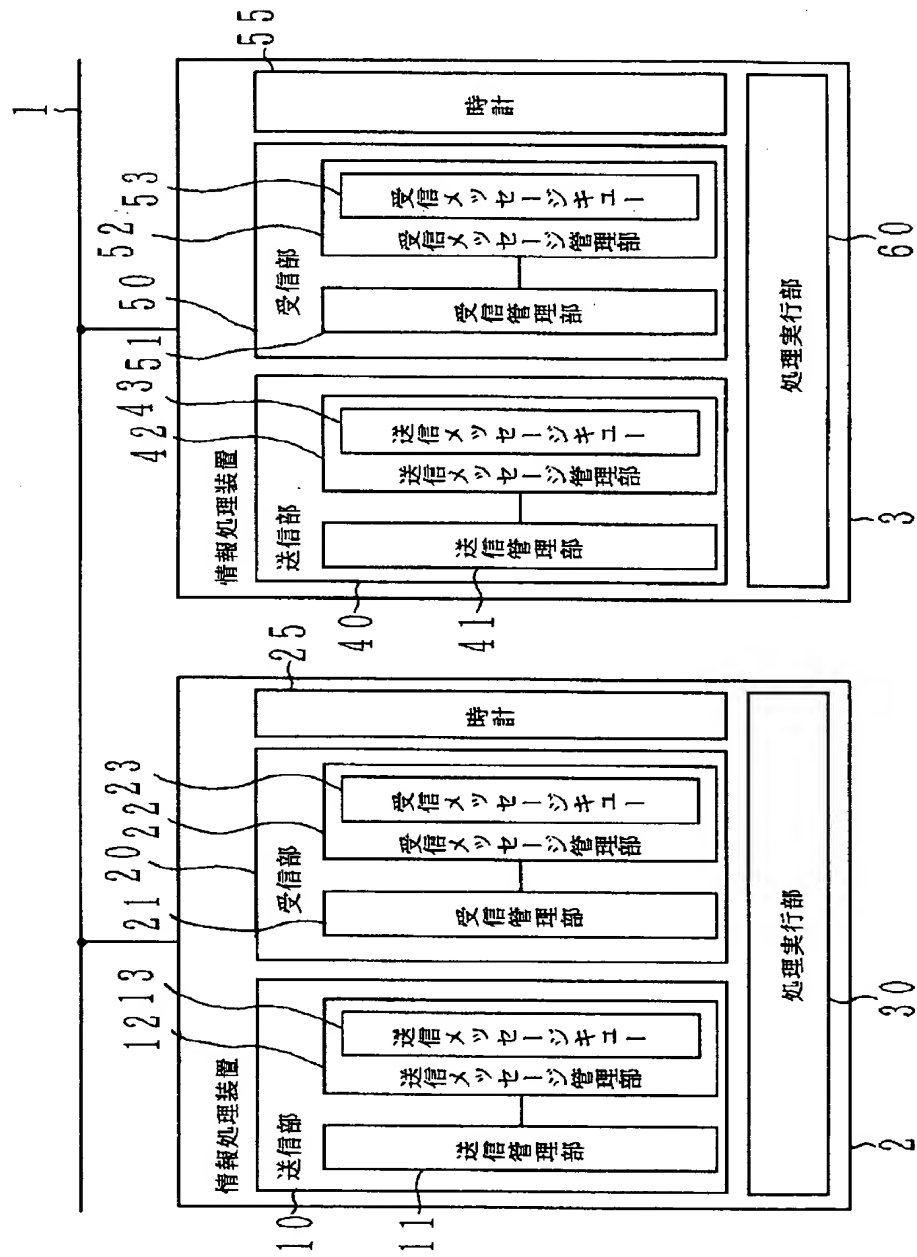 1
情報処理装置
送信部
10
送信管理部
11
12
13
送信メッセージキュー
送信メッセージ管理部
受信部
20
21
受信管理部
22
23
受信メッセージキュー
受信メッセージ管理部
時計
25
処理実行部
30
2
情報処理装置
送信部
40
送信管理部
41
42
43
送信メッセージキュー
送信メッセージ管理部
受信部
50
51
受信管理部
52
53
受信メッセージキュー
受信メッセージ管理部
時計
55
処理実行部
60
3